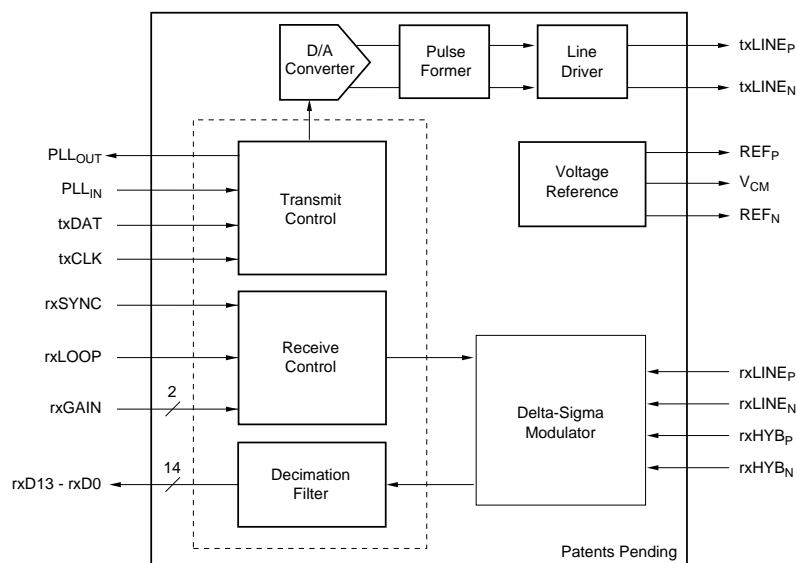 D/A
Converter
Pulse
Former
Line
Driver
txLINEP
txLINEN
PLLOUT
PLLIN
txDAT
txCLK
Transmit
Control
Voltage
Reference
REFP
VCM
REFN
rxSYNC
rxLOOP
rxGAIN
2
Receive
Control
Delta-Sigma
Modulator
rxLINEP
rxLINEN
rxHYBP
rxHYBN
rxD13 - rxD0
14
Decimation
Filter
Patents Pending